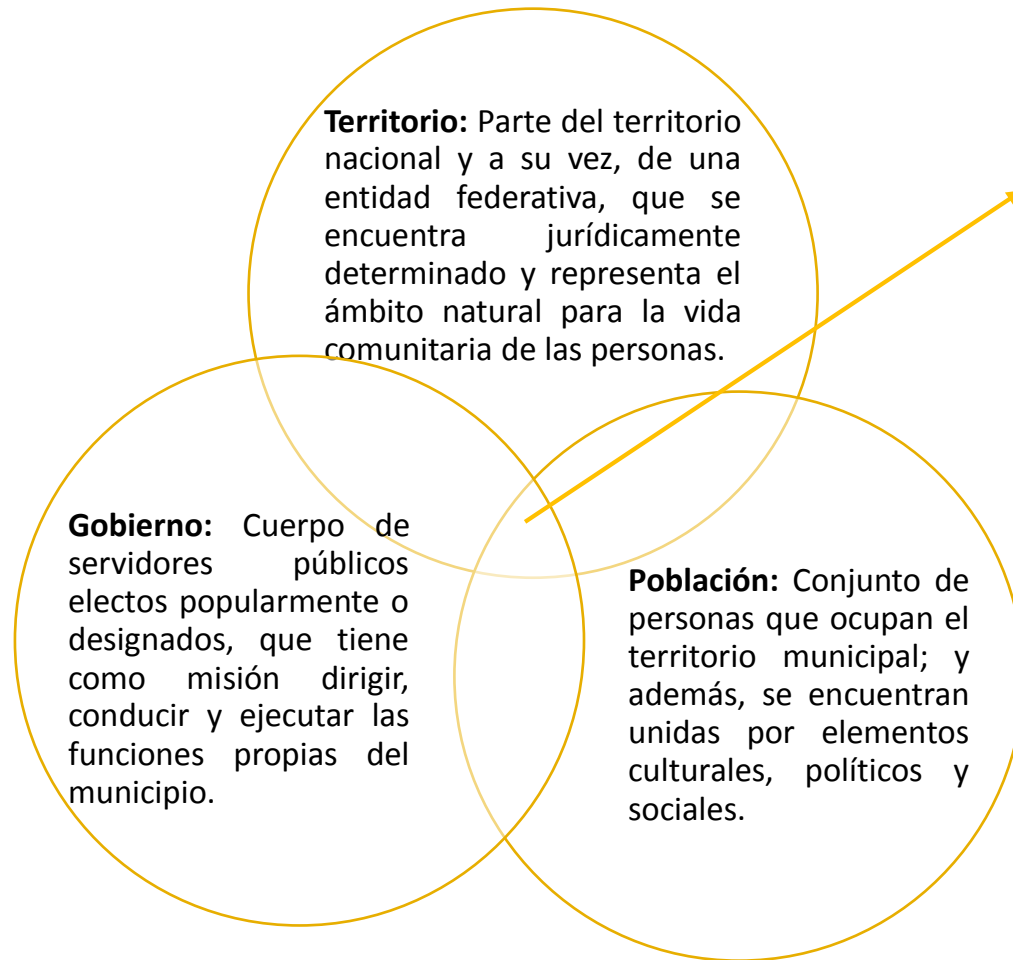 Territorio: Parte del territorio
nacional y a su vez, de una
entidad federativa, que se
encuentra jurídicamente
determinado y representa el
ámbito natural para la vida
comunitaria de las personas.
Gobierno: Cuerpo de
servidores públicos
electos popularmente o
designados, que tiene
como misión dirigir,
conducir y ejecutar las
funciones propias del
municipio.
Población: Conjunto de
personas que ocupan el
territorio municipal; y
además, se encuentran
unidas por elementos
culturales, políticos y
sociales.